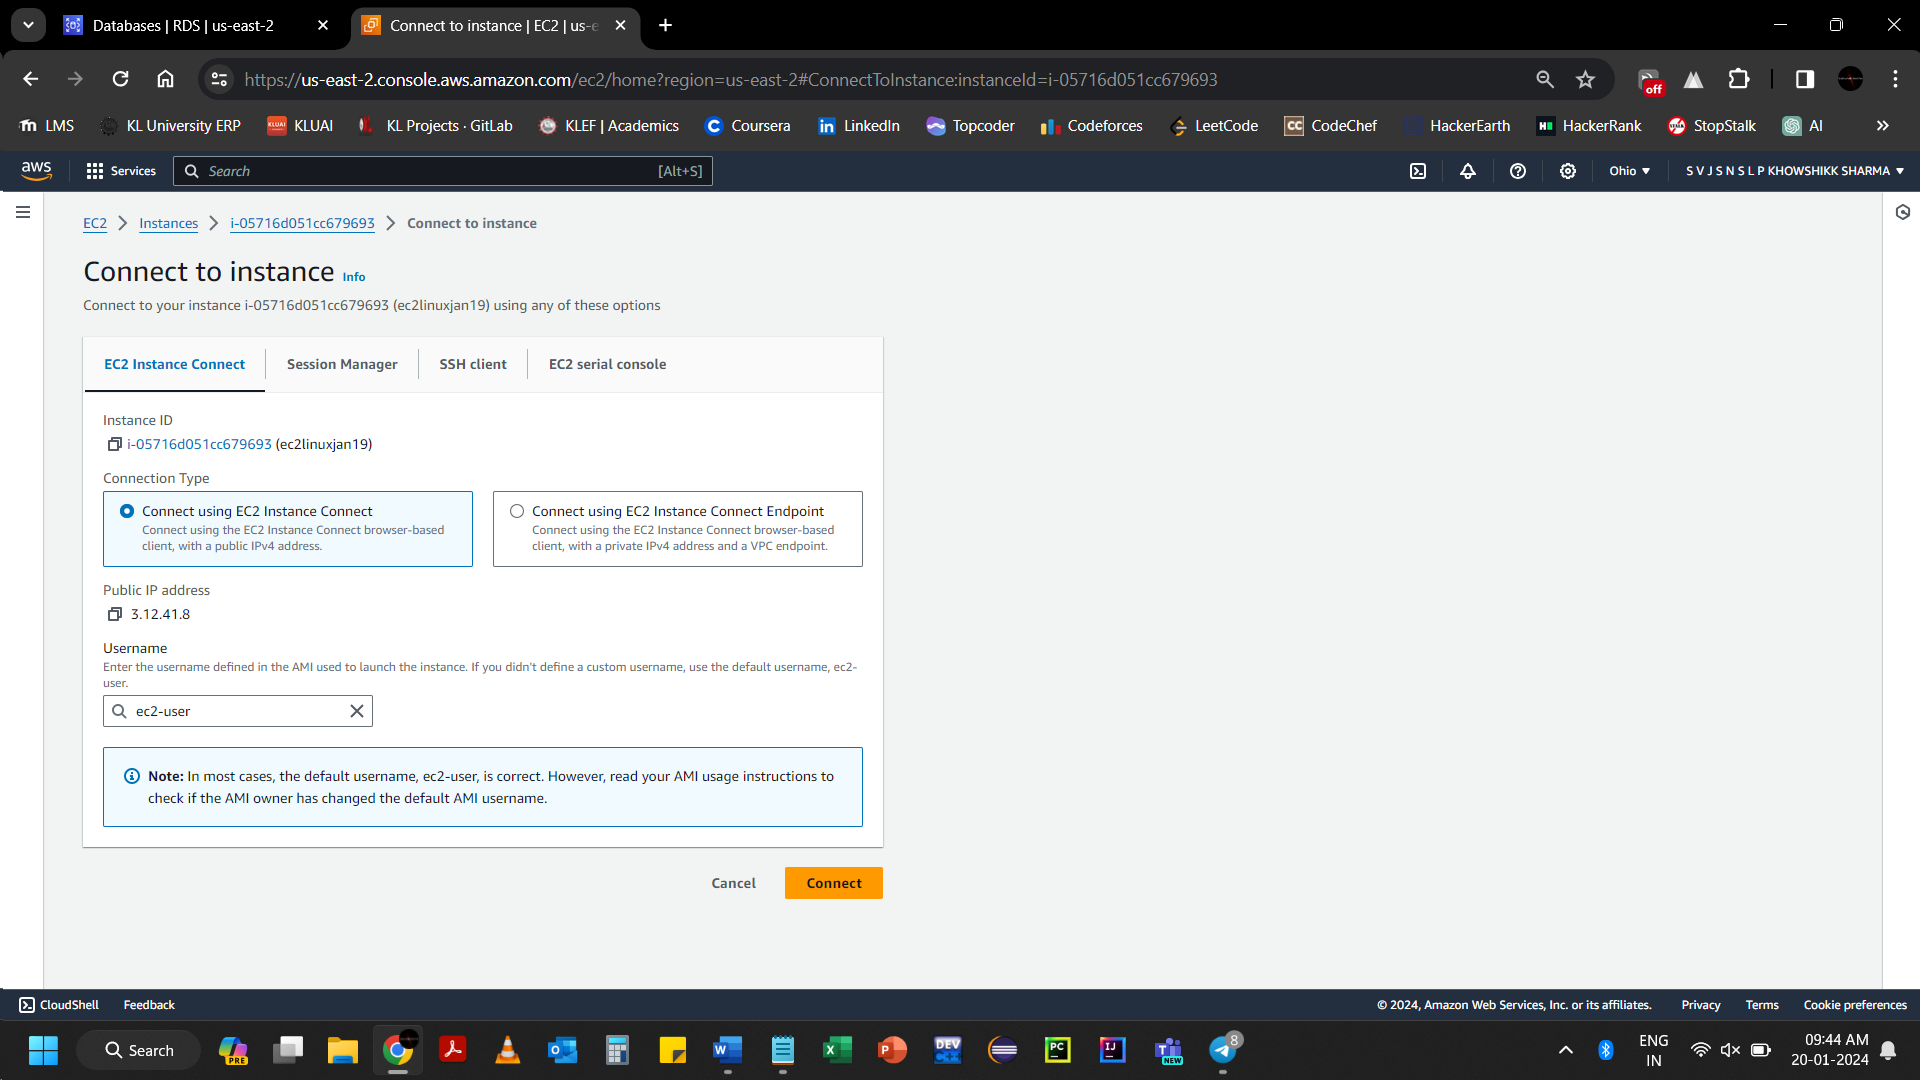 Databases | RDS | us-east-2
Connect to instance | EC2 | us-e
https://us-east-2.console.aws.amazon.com/ec2/home?region=us-east-2#ConnectToInstance:instanceId=i-05716d051cc679693
off
LMS
KL University ERP
KLUAI
KL Projects · GitLab
KLEF | Academics
Coursera
LinkedIn
Topcoder
Codeforces
LeetCode
CodeChef
HackerEarth
HackerRank
StopStalk
AI
aws
Services
Search
[Alt+S]
Ohio
S V J S N S L P KHOWSHIKK SHARMA
EC2
Instances
i-05716d051cc679693
Connect to instance
Connect to instance Info
Connect to your instance i-05716d051cc679693 (ec2linuxjan19) using any of these options
EC2 Instance Connect
Session Manager
SSH client
EC2 serial console
Instance ID
i-05716d051cc679693 (ec2linuxjan19)
Connection Type
Connect using EC2 Instance Connect
Connect using the EC2 Instance Connect browser-based
client, with a public IPv4 address.
Connect using EC2 Instance Connect Endpoint
Connect using the EC2 Instance Connect browser-based
client, with a private IPv4 address and a VPC endpoint.
Public IP address
3.12.41.8
Username
Enter the username defined in the AMI used to launch the instance. If you didn't define a custom username, use the default username, ec2-
user.
ec2-user
Note: In most cases, the default username, ec2-user, is correct. However, read your AMI usage instructions to
check if the AMI owner has changed the default AMI username.
Cancel
Connect
CloudShell
Feedback
© 2024, Amazon Web Services, Inc. or its affiliates.
Privacy
Terms
Cookie preferences
Search
PRE
DEV
C++
PC
IJ
NEW
8
ENG
IN
09:44 AM
20-01-2024